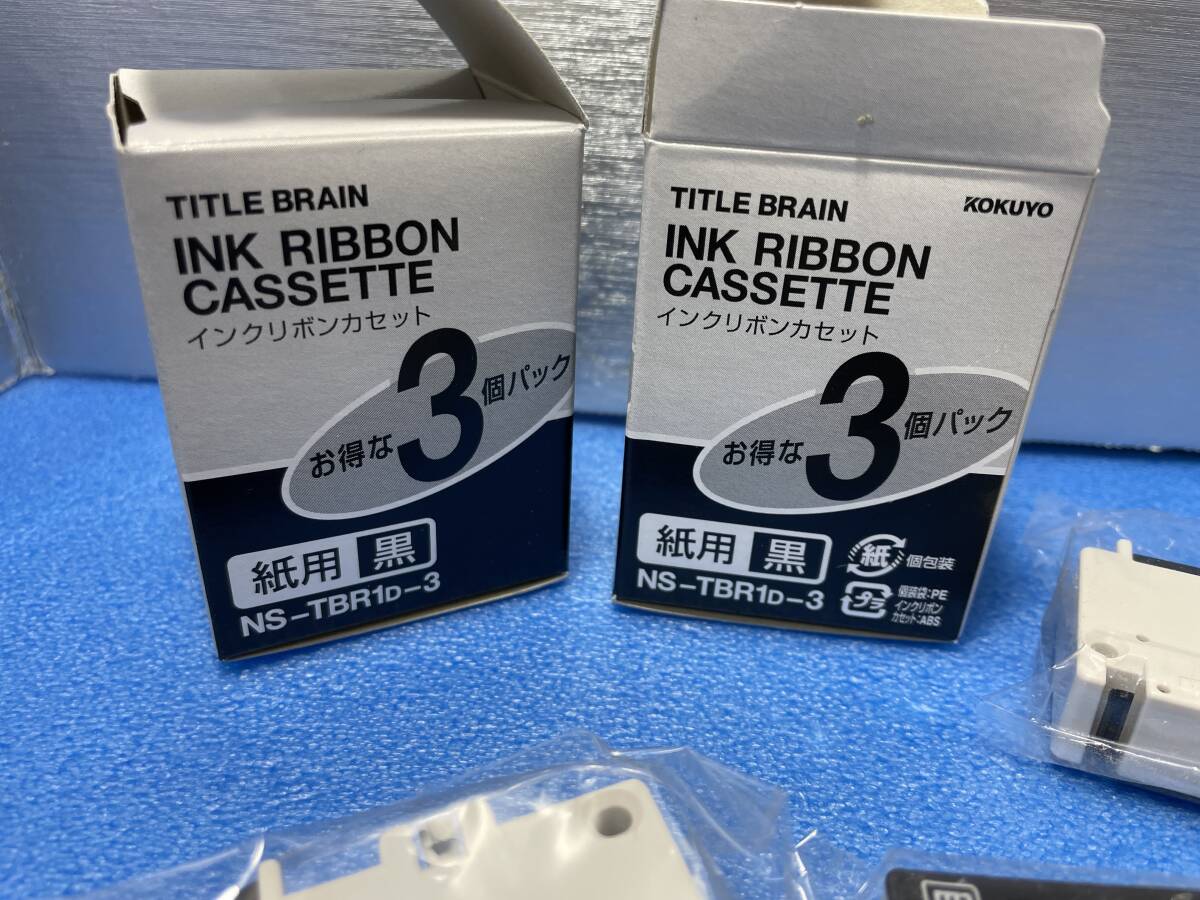 TITLE BRAIN
INK RIBBON
CASSETTE
インクリボンカセット
お得な3個パック
紙用 黒
NS-TBR1D-3
TITLE BRAIN KOKUYO
INK RIBBON
CASSETTE
インクリボンカセット
お得な3個パック
紙用 黒
NS-TBR1D-3
紙 個包装
プラ 個装袋:PE
インクリボン
カセット:ABS